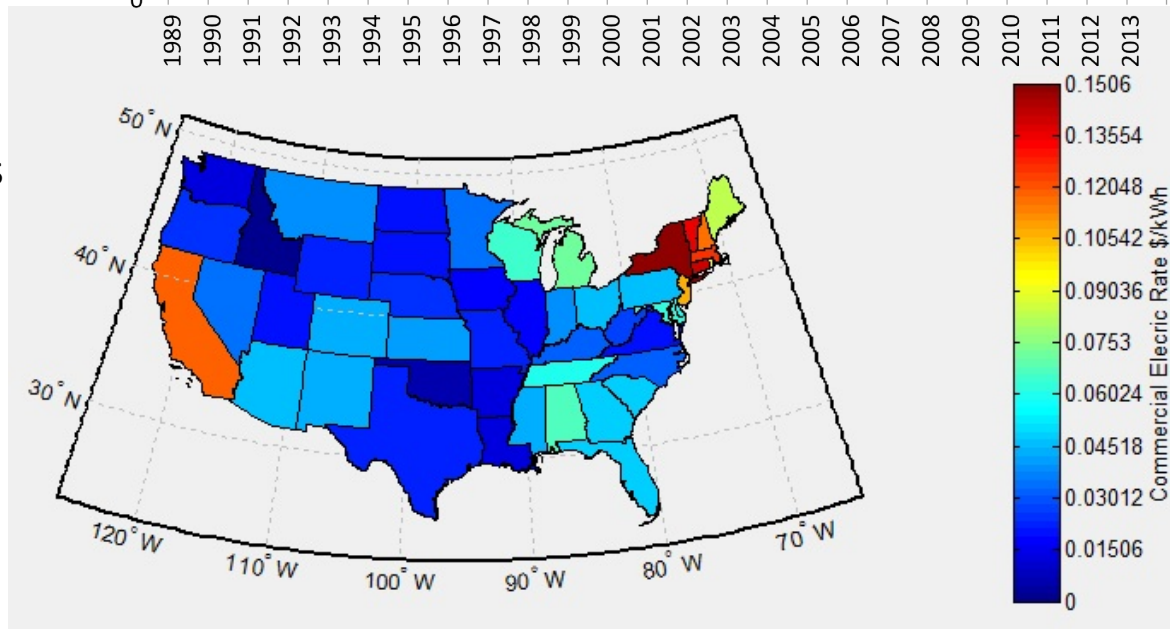 0
1989 1990 1991 1992 1993 1994 1995 1996 1997 1998 1999 2000 2001 2002 2003 2004 2005 2006 2007 2008 2009 2010 2011 2012 2013
50° N
40° N
30° N
120° W
110° W
100° W
90° W
80° W
70° W
0.1506
0.13554
0.12048
0.10542
0.09036
0.0753
0.06024
0.04518
0.03012
0.01506
0
Commercial Elecric Rate $/kWh